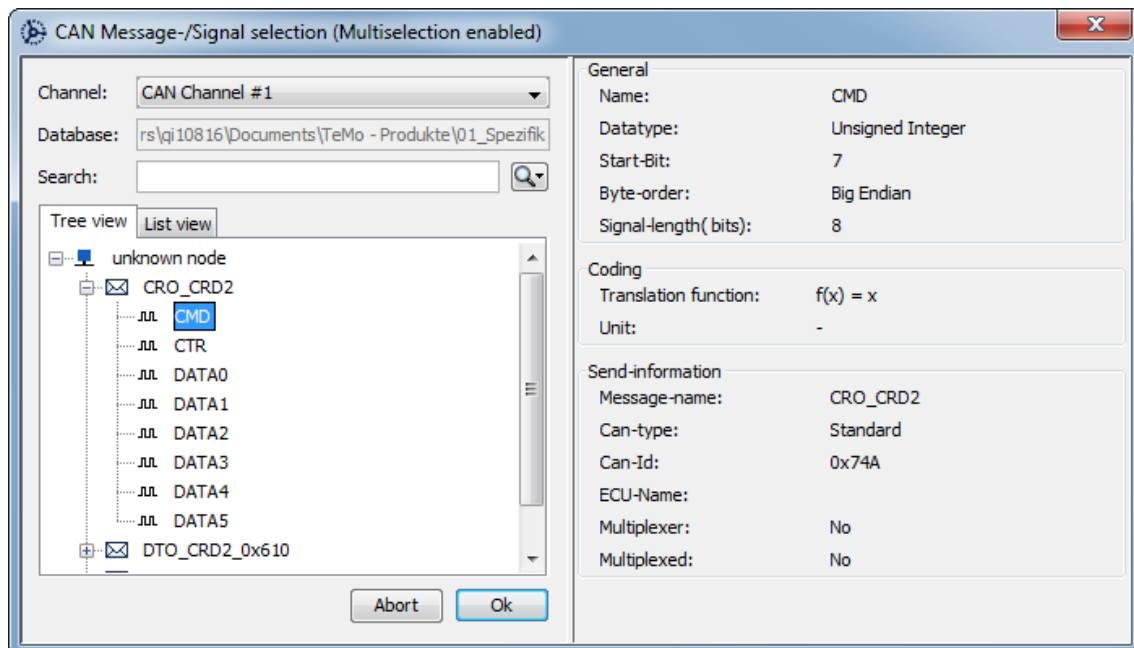 CAN Message-/Signal selection (Multiselection enabled)
Channel: CAN Channel #1
Database: rs\qi10816\Documents\TeMo - Produkte\01_Spezifik
Search:
Tree view List view
unknown node
CRO_CRD2
CMD
CTR
DATA0
DATA1
DATA2
DATA3
DATA4
DATA5
DTO_CRD2_0x610
Abort Ok
General
Name: CMD
Datatype: Unsigned Integer
Start-Bit: 7
Byte-order: Big Endian
Signal-length( bits): 8
Coding
Translation function: f(x) = x
Unit: -
Send-information
Message-name: CRO_CRD2
Can-type: Standard
Can-Id: 0x74A
ECU-Name:
Multiplexer: No
Multiplexed: No